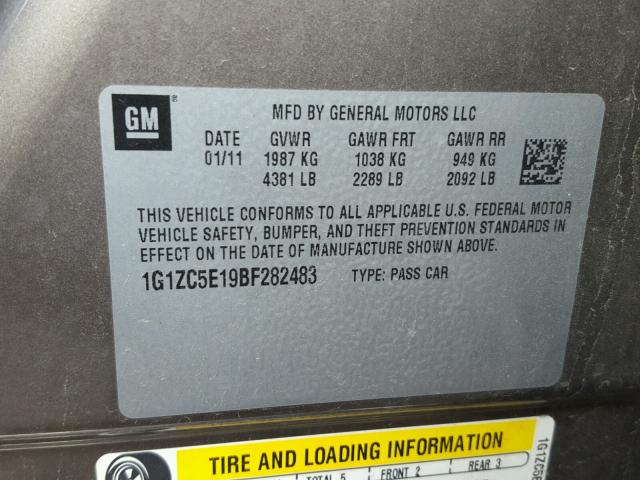 GM
®
MFD BY GENERAL MOTORS LLC
DATE GVWR GAWR FRT GAWR RR
01/11 1987 KG 1038 KG 949 KG
4381 LB 2289 LB 2092 LB
THIS VEHICLE CONFORMS TO ALL APPLICABLE U.S. FEDERAL MOTOR
VEHICLE SAFETY, BUMPER, AND THEFT PREVENTION STANDARDS IN
EFFECT ON THE DATE OF MANUFACTURE SHOWN ABOVE.
1G1ZC5E19BF282483 TYPE: PASS CAR
TIRE AND LOADING INFORMATION
TOTAL 5 FRONT 2 REAR 3
1G1ZC5E